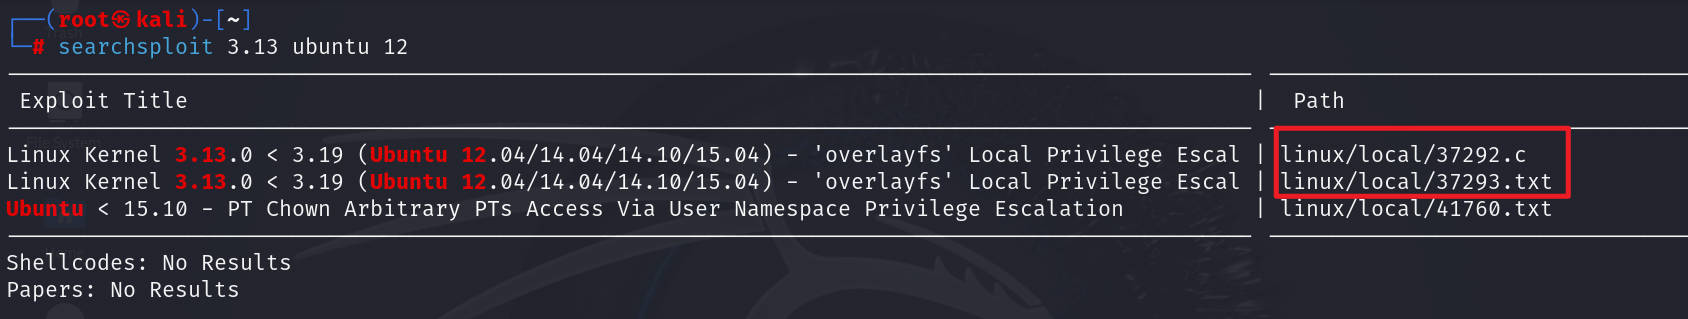 (root㉿kali)-[~]
# searchsploit 3.13 ubuntu 12
Exploit Title | Path
Linux Kernel 3.13.0 < 3.19 (Ubuntu 12.04/14.04/14.10/15.04) - 'overlayfs' Local Privilege Escal | linux/local/37292.c
Linux Kernel 3.13.0 < 3.19 (Ubuntu 12.04/14.04/14.10/15.04) - 'overlayfs' Local Privilege Escal | linux/local/37293.txt
Ubuntu < 15.10 - PT Chown Arbitrary PTs Access Via User Namespace Privilege Escalation | linux/local/41760.txt
Shellcodes: No Results
Papers: No Results